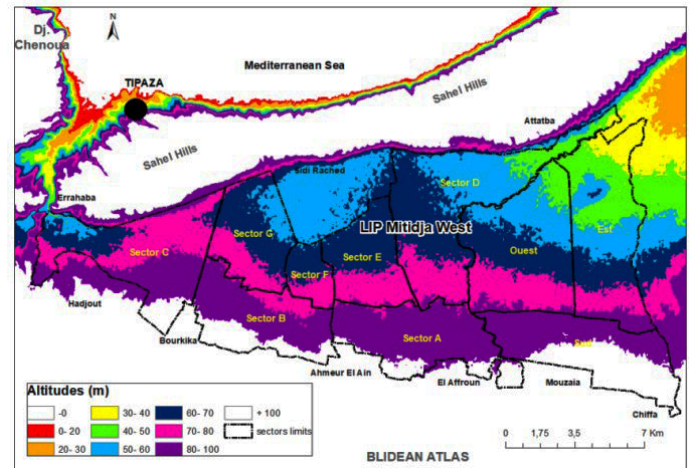 N
Dj.
Chenoua
TIPAZA
Mediterranean Sea
Sahel Hills
Attatba
Sahel Hills
Sidi Rached
Sector D
Errahaba
LIP Mitidja West
Sector G
Est
Sector C
Ouest
Sector E
Sector F
Hadjout
Sector B
Sector A
Sud
Bourkika
Ahmeur El Ain
El Affroun
Mouzaia
Chiffa
Altitudes (m)
-0
30- 40
60- 70
+ 100
0- 20
40- 50
70- 80
sectors limits
20- 30
50- 60
80- 100
0 1,75 3,5 7 Km
BLIDEAN ATLAS